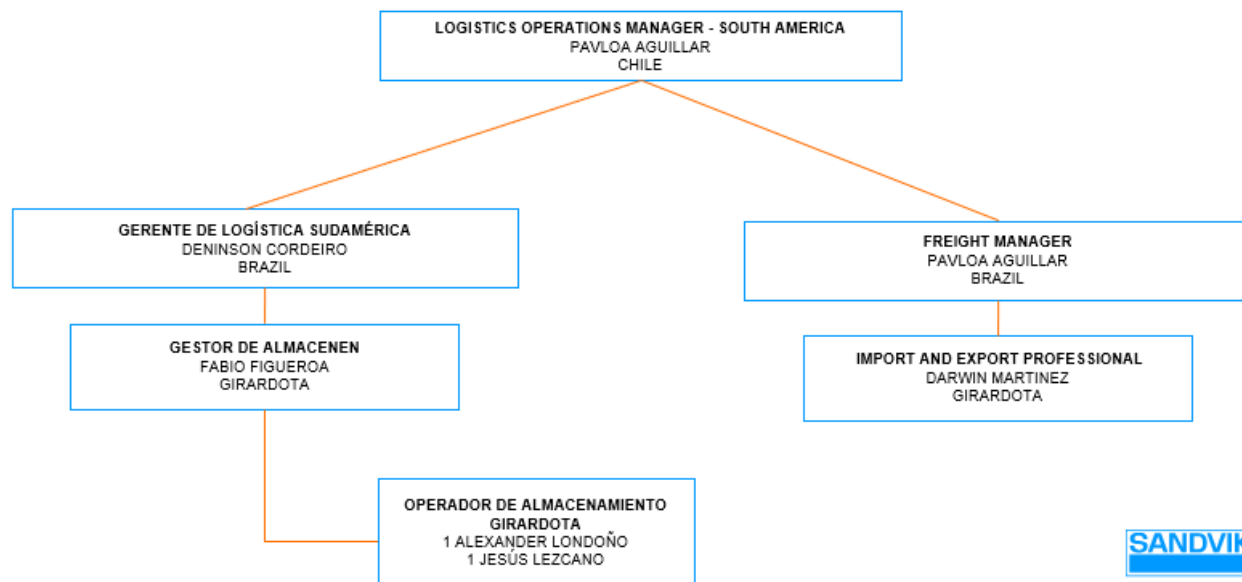 LOGISTICS OPERATIONS MANAGER - SOUTH AMERICA
PAVLOA AGUILLAR
CHILE
GERENTE DE LOGÍSTICA SUDAMÉRICA
DENINSON CORDEIRO
BRAZIL
FREIGHT MANAGER
PAVLOA AGUILLAR
BRAZIL
GESTOR DE ALMACENEN
FABIO FIGUEROA
GIRARDOTA
IMPORT AND EXPORT PROFESSIONAL
DARWIN MARTINEZ
GIRARDOTA
OPERADOR DE ALMACENAMIENTO
GIRARDOTA
1 ALEXANDER LONDOÑO
1 JESÚS LEZCANO
SANDVIK